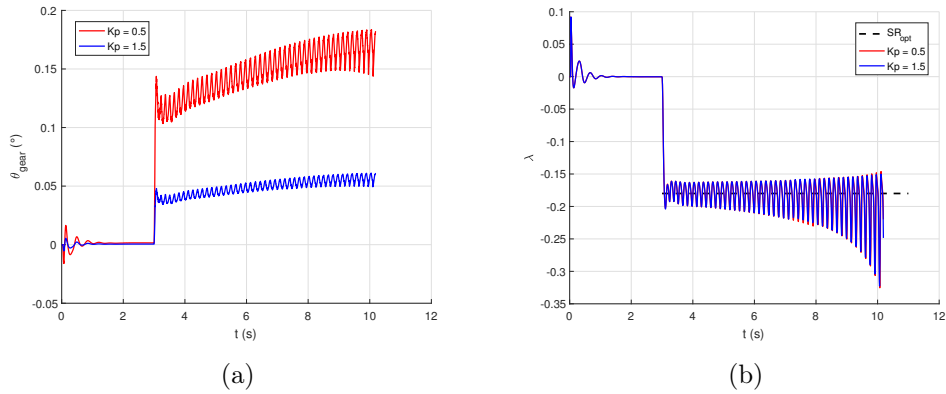 0.2
0.15
0.1
0.05
0
-0.05
θgear (°)
0 2 4 6 8 10 12
t (s)
Kp = 0.5
Kp = 1.5
(a)
0.1
0.05
0
-0.05
-0.1
-0.15
-0.2
-0.25
-0.3
-0.35
λ
0 2 4 6 8 10 12
t (s)
SRopt
Kp = 0.5
Kp = 1.5
(b)